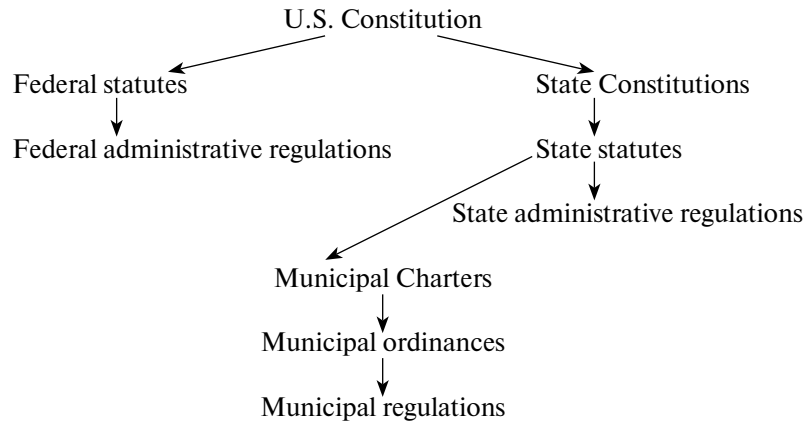 U.S. Constitution
Federal statutes
State Constitutions
Federal administrative regulations
State statutes
State administrative regulations
Municipal Charters
Municipal ordinances
Municipal regulations